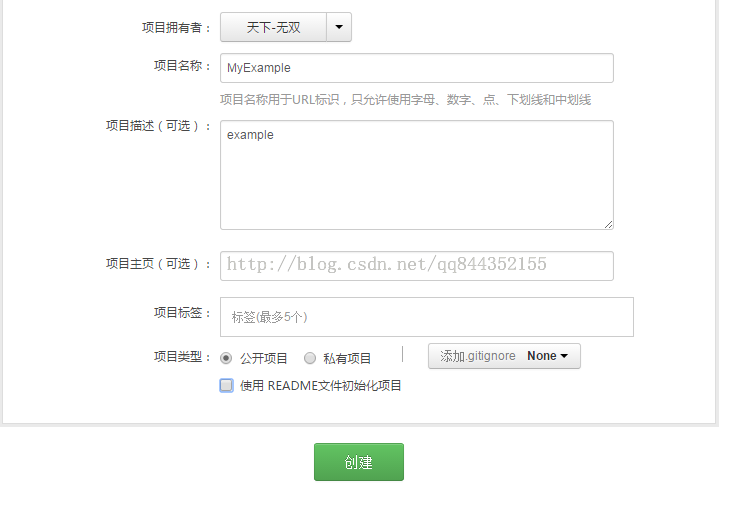 项目拥有者： 天下-无双
项目名称： MyExample
项目名称用于URL标识，只允许使用字母、数字、点、下划线和中划线
项目描述（可选）： example
项目主页（可选）： http://blog.csdn.net/qq844352155
项目标签： 标签(最多5个)
项目类型： 公开项目 私有项目 添加.gitignore None
使用 README文件初始化项目
创建